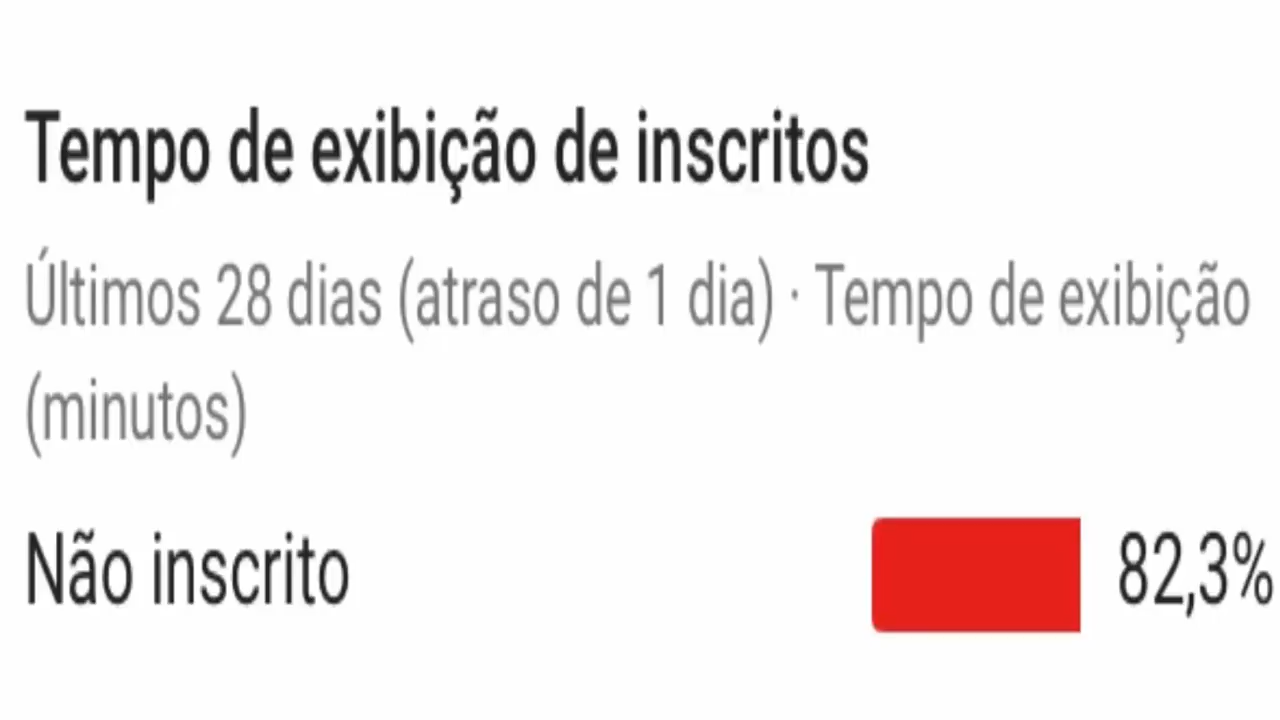 Tempo de exibição de inscritos
Últimos 28 dias (atraso de 1 dia) · Tempo de exibição
(minutos)
Não inscrito 82,3%